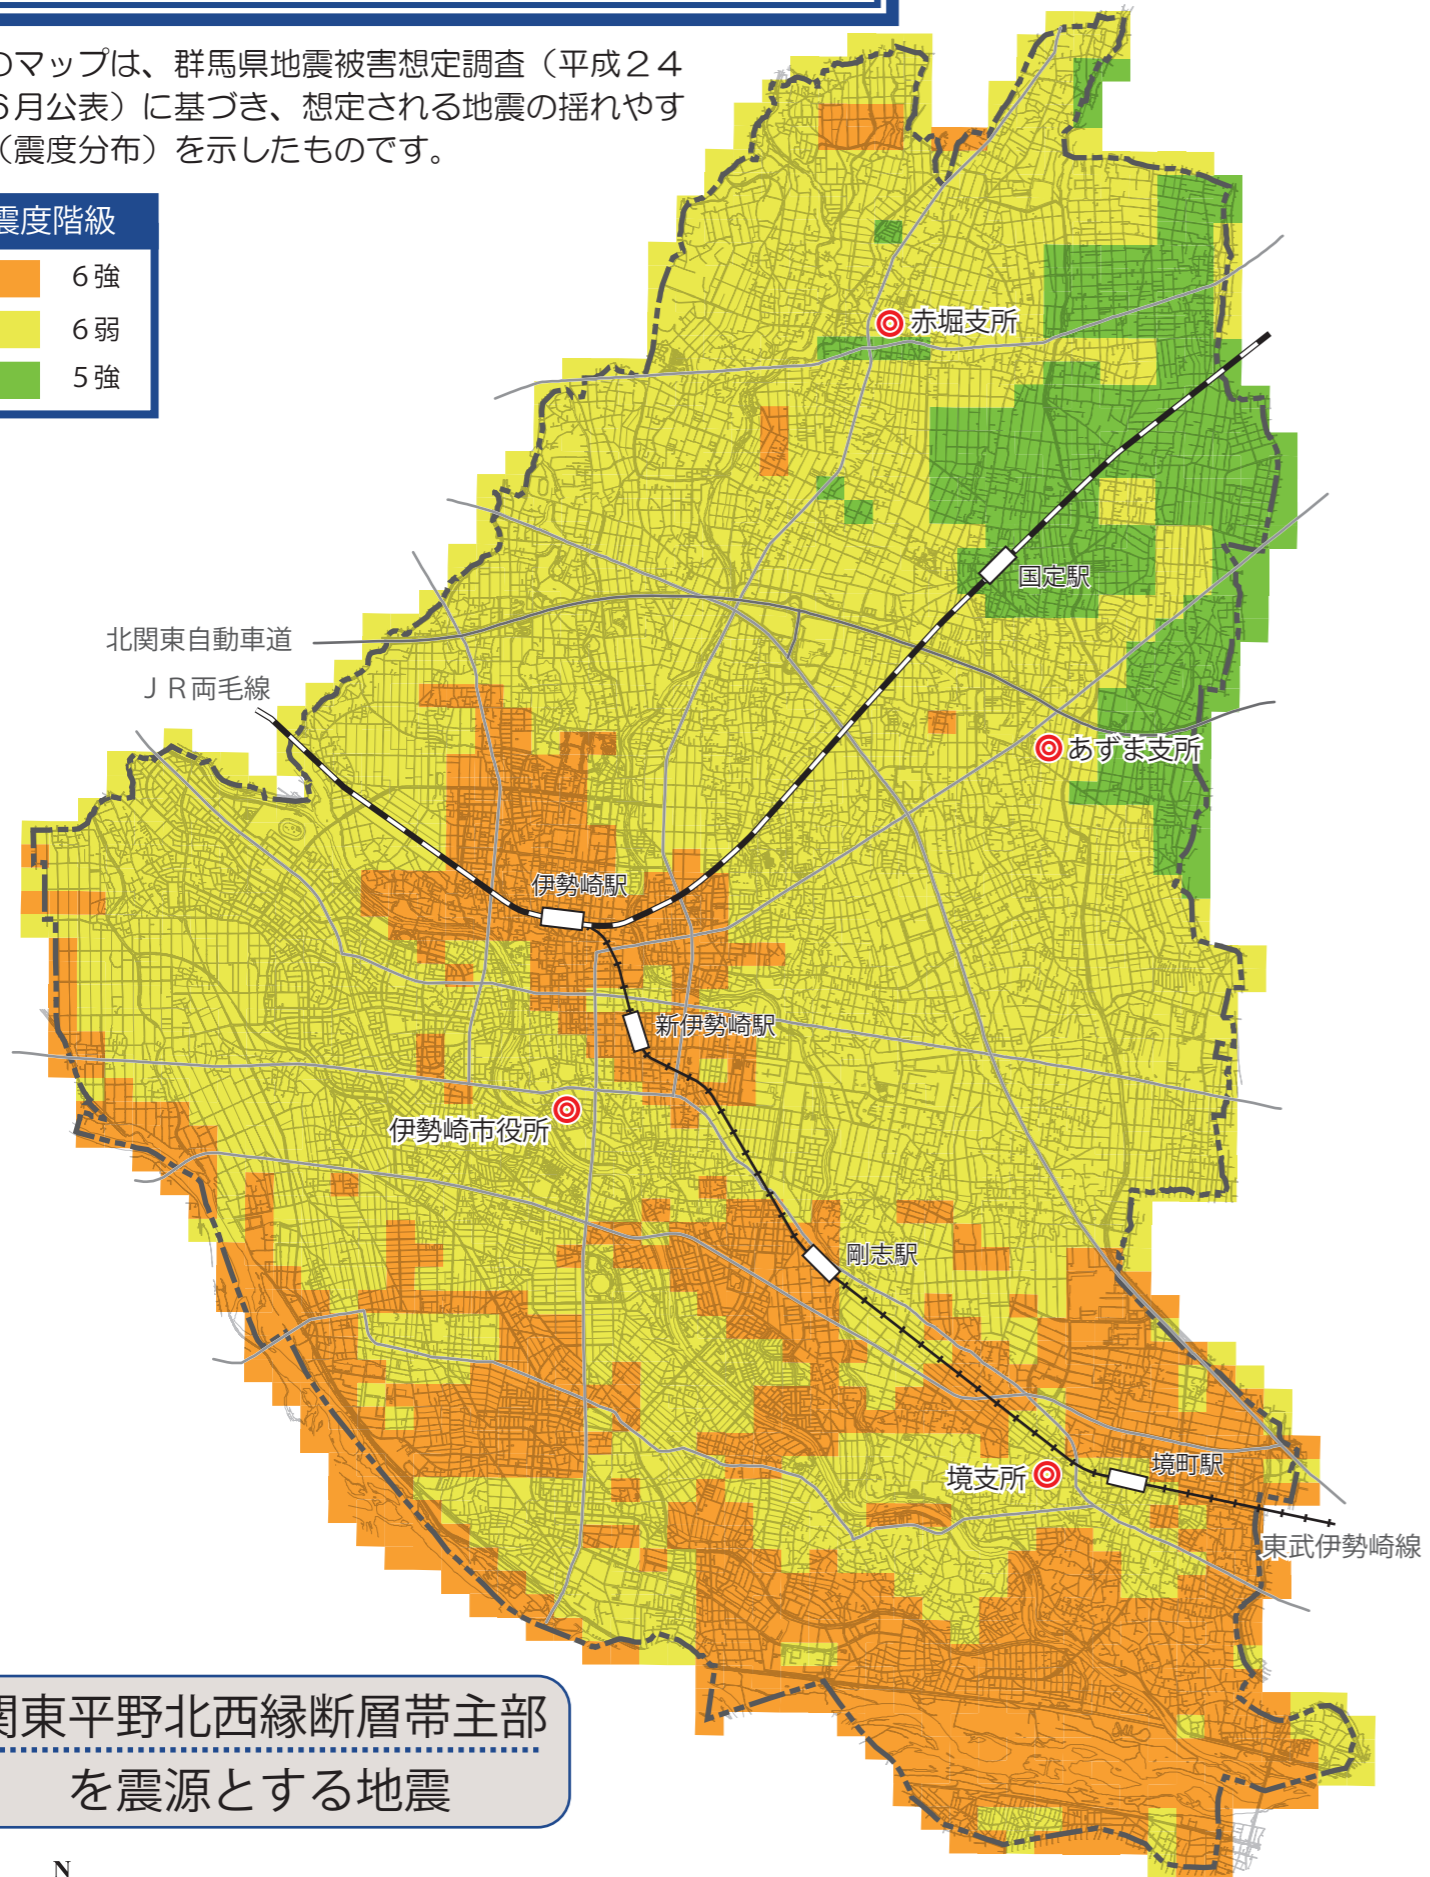 のマップは、群馬県地震被害想定調査(平成24
6月公表)に基づき、想定される地震の揺れやす
(震度分布)を示したものです。
震度階級
6強
6弱
5強
赤堀支所
国定駅
北関東自動車道
JR両毛線
あずま支所
伊勢崎駅
新伊勢崎駅
伊勢崎市役所
剛志駅
境支所
境町駅
東武伊勢崎線
関東平野北西縁断層帯主部
を震源とする地震
N